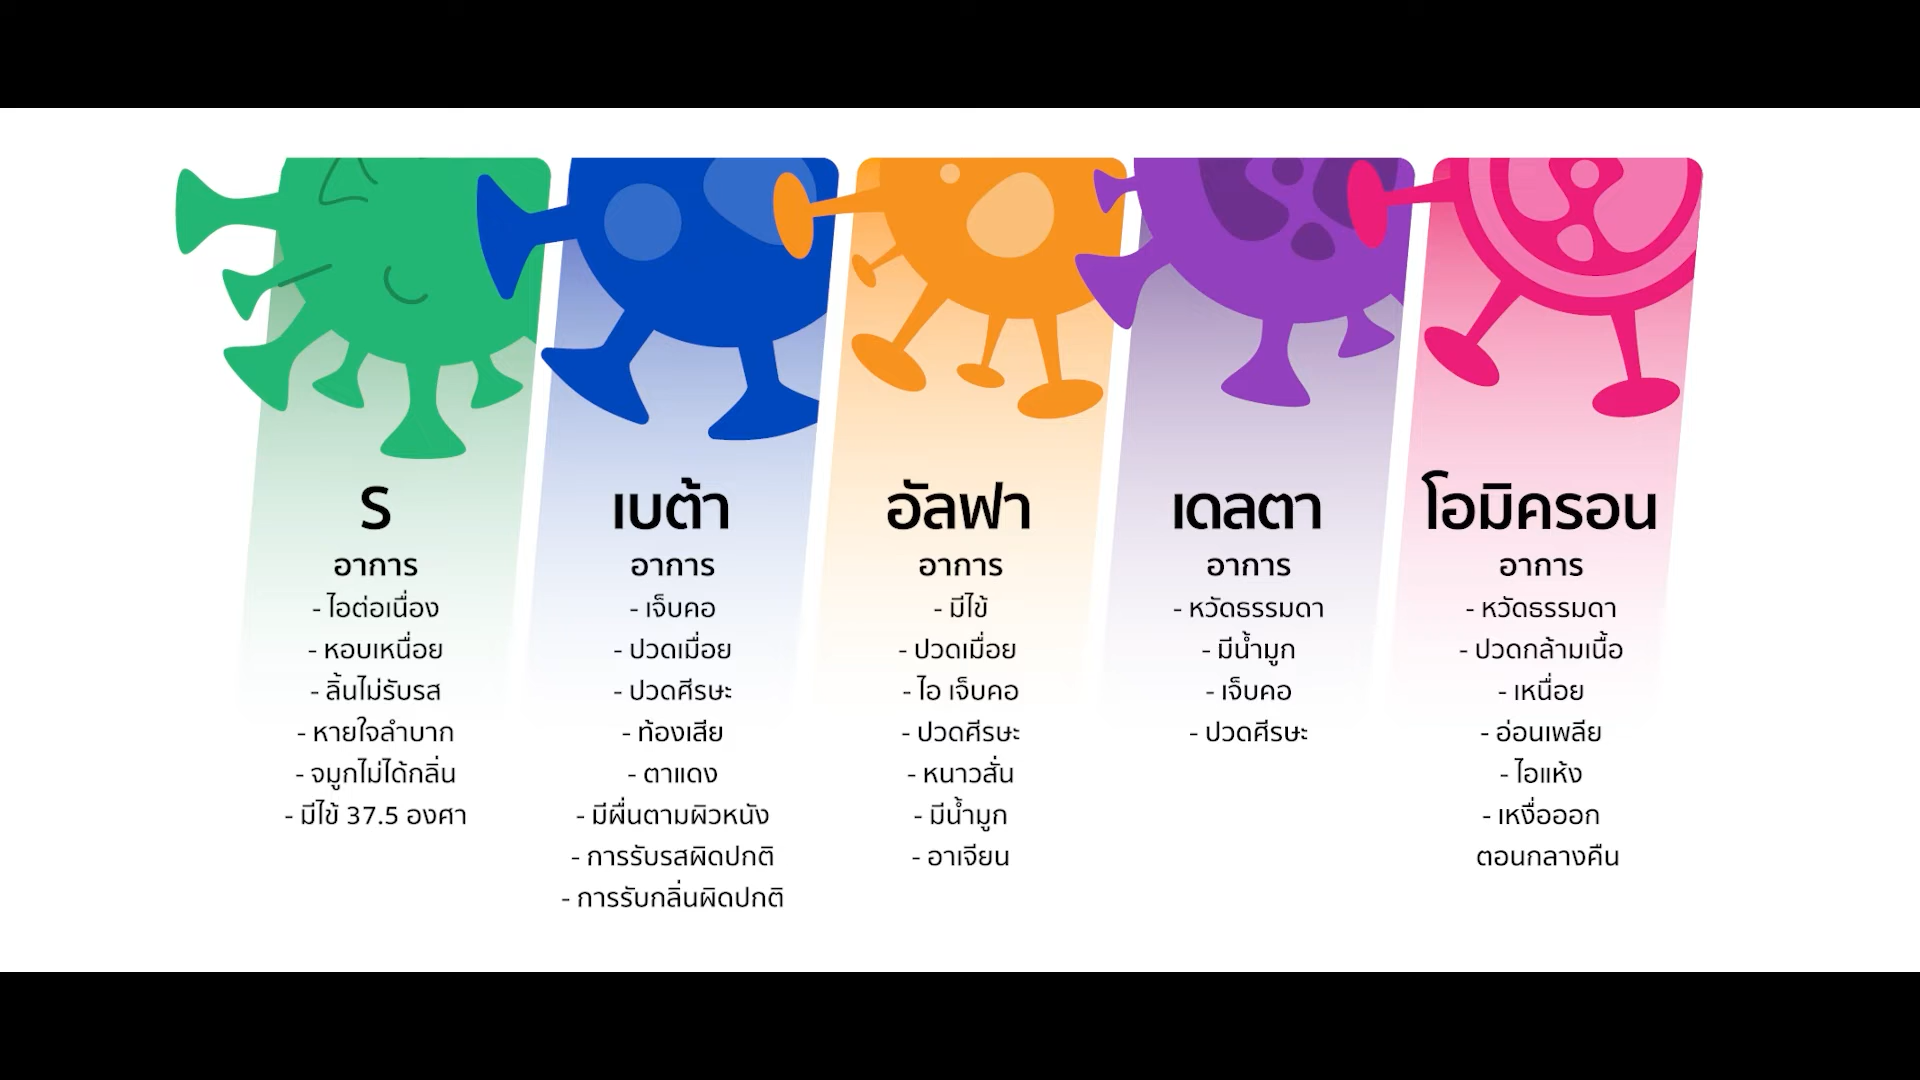 S
อาการ
- ไอต่อเนื่อง
- หอบเหนื่อย
- ลิ้นไม่รับรส
- หายใจลำบาก
- จมูกไม่ได้กลิ่น
- มีไข้ 37.5 องศา
เบต้า
อาการ
- เจ็บคอ
- ปวดเมื่อย
- ปวดศีรษะ
- ท้องเสีย
- ตาแดง
- มีผื่นตามผิวหนัง
- การรับรสผิดปกติ
- การรับกลิ่นผิดปกติ
อัลฟา
อาการ
- มีไข้
- ปวดเมื่อย
- ไอ เจ็บคอ
- ปวดศีรษะ
- หนาวสั่น
- มีน้ำมูก
- อาเจียน
เดลตา
อาการ
- หวัดธรรมดา
- มีน้ำมูก
- เจ็บคอ
- ปวดศีรษะ
โอมิครอน
อาการ
- หวัดธรรมดา
- ปวดกล้ามเนื้อ
- เหนื่อย
- อ่อนเพลีย
- ไอแห้ง
- เหงื่อออก
ตอนกลางคืน